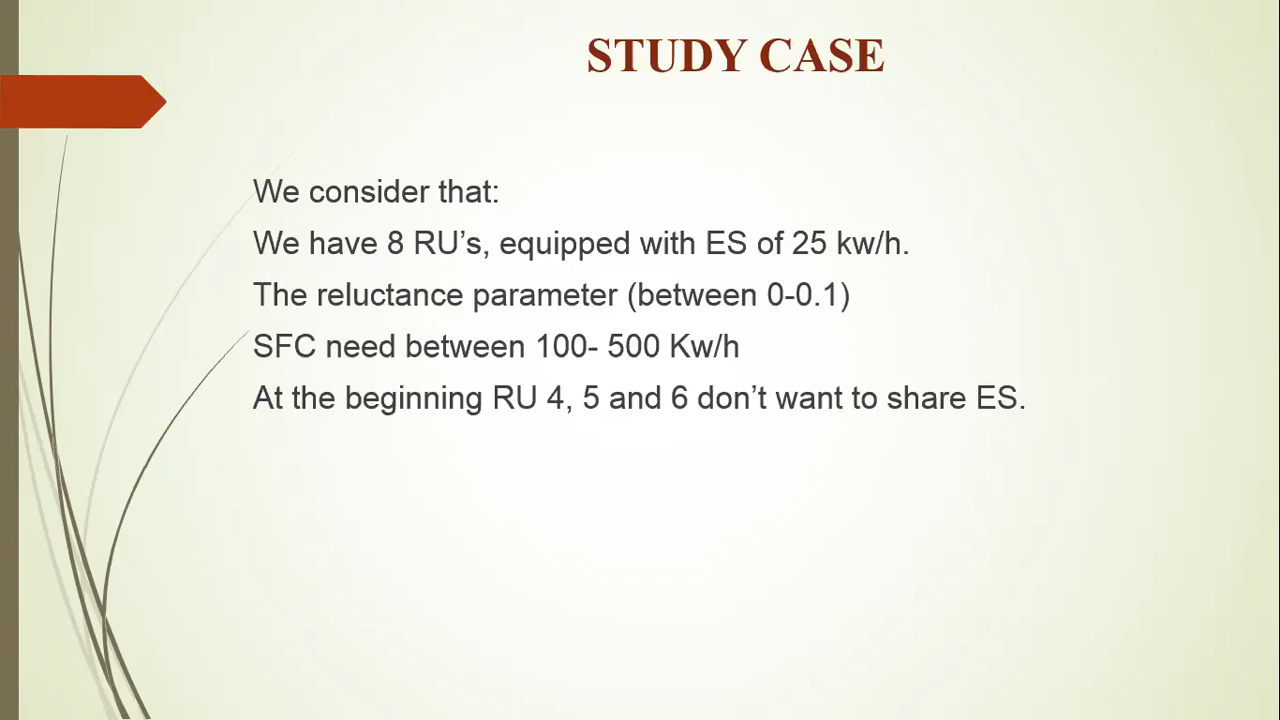 STUDY CASE
We consider that:
We have 8 RU’s, equipped with ES of 25 kw/h.
The reluctance parameter (between 0-0.1)
SFC need between 100- 500 Kw/h
At the beginning RU 4, 5 and 6 don’t want to share ES.